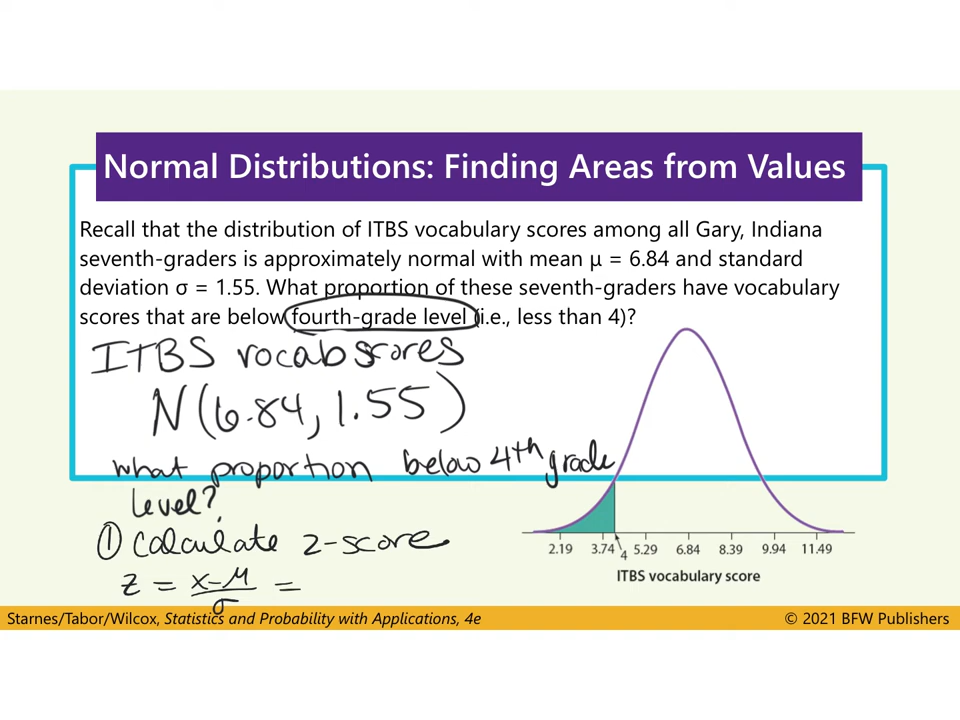 Normal Distributions: Finding Areas from Values
Recall that the distribution of ITBS vocabulary scores among all Gary, Indiana
seventh-graders is approximately normal with mean μ = 6.84 and standard
deviation σ = 1.55. What proportion of these seventh-graders have vocabulary
scores that are below fourth-grade level (i.e., less than 4)?
ITBS vocab scores
N(6.84, 1.55)
what proportion below 4th grade
level?
① Calculate z-score
z = x-μ/σ =
2.19 3.74 4 5.29 6.84 8.39 9.94 11.49
ITBS vocabulary score
Starnes/Tabor/Wilcox, Statistics and Probability with Applications, 4e © 2021 BFW Publishers